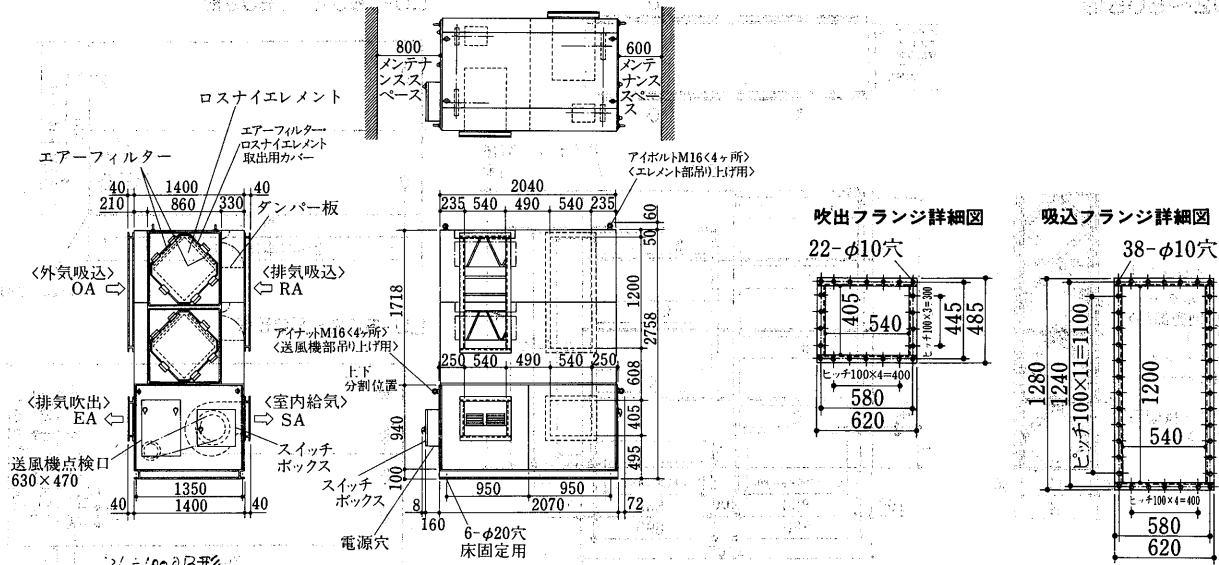 800
メンテナ
ンスス
ペース
600
メンテ
ナンス
スペー
ス
ロスナイエレメント
エアーフィルター・
ロスナイエレメント
取出用カバー
エアーフィルター
40
1400
40
210
860
330
ダンパー板
〈外気吸込〉
OA
〈排気吸込〉
RA
〈排気吹出〉
EA
〈室内給気〉
SA
送風機点検口
630×470
スイッチ
ボックス
1350
40
1400
40
アイボルトM16〈4ヶ所〉
〈エレメント部吊り上げ用〉
2040
235
540
490
540
235
60
50
1718
1200
2758
アイナットM16〈4ヶ所〉
〈送風機部吊り上げ用〉
250
540
490
540
250
上下
分割位置
608
940
405
495
100
スイッチ
ボックス
950
950
8
160
2070
72
電源穴
6-φ20穴
床固定用
吹出フランジ詳細図
22-φ10穴
405
540
ピッチ100×3=300
445
485
ピッチ100×4=400
580
620
吸込フランジ詳細図
38-φ10穴
1280
1240
ピッチ100×11=1100
1200
540
ピッチ100×4=400
580
620